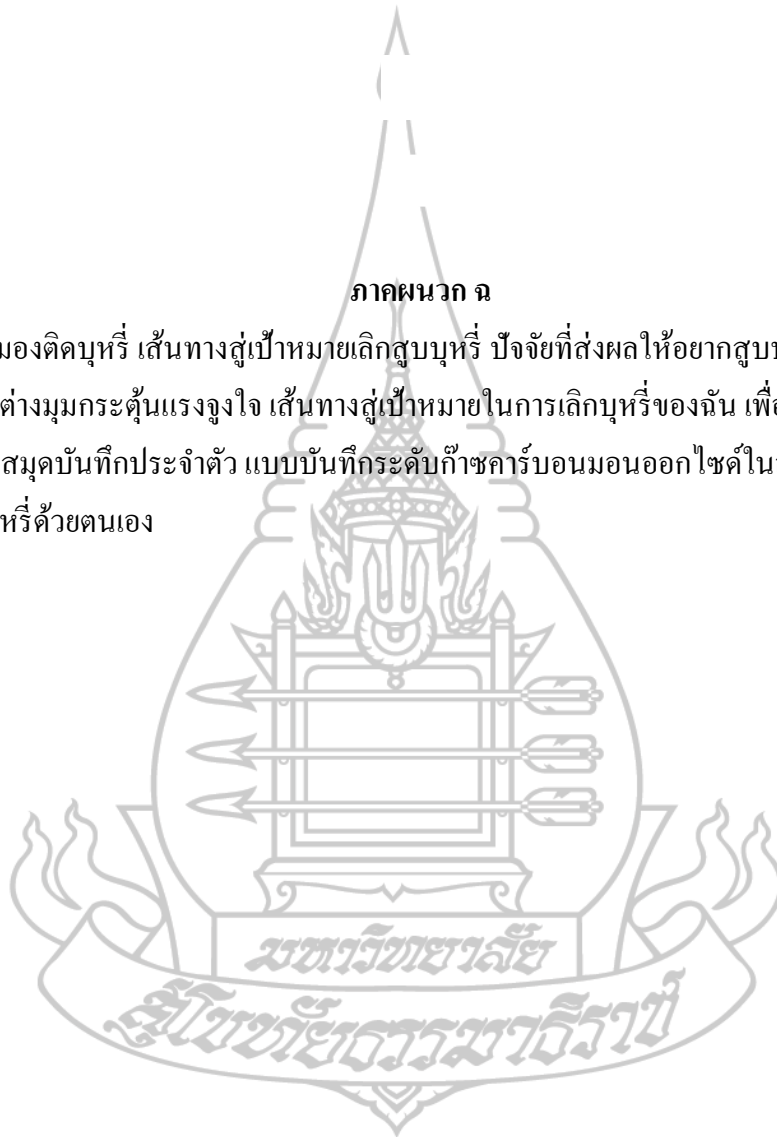 ภาคผนวก ฉ
มองติดบุหรี่ เส้นทางสู่เป้าหมายเลิกสูบบุหรี่ ปัจจัยที่ส่งผลให้อยากสูบบ
ต่างมุมกระตุ้นแรงจูงใจ เส้นทางสู่เป้าหมายในการเลิกบุหรี่ของฉัน เพื่อ
สมุดบันทึกประจำตัว แบบบันทึกระดับก๊าซคาร์บอนมอนออกไซด์ใน
หรี่ด้วยตนเอง
มหาวิทยาลัย
สุโขทัยธรรมาธิราช